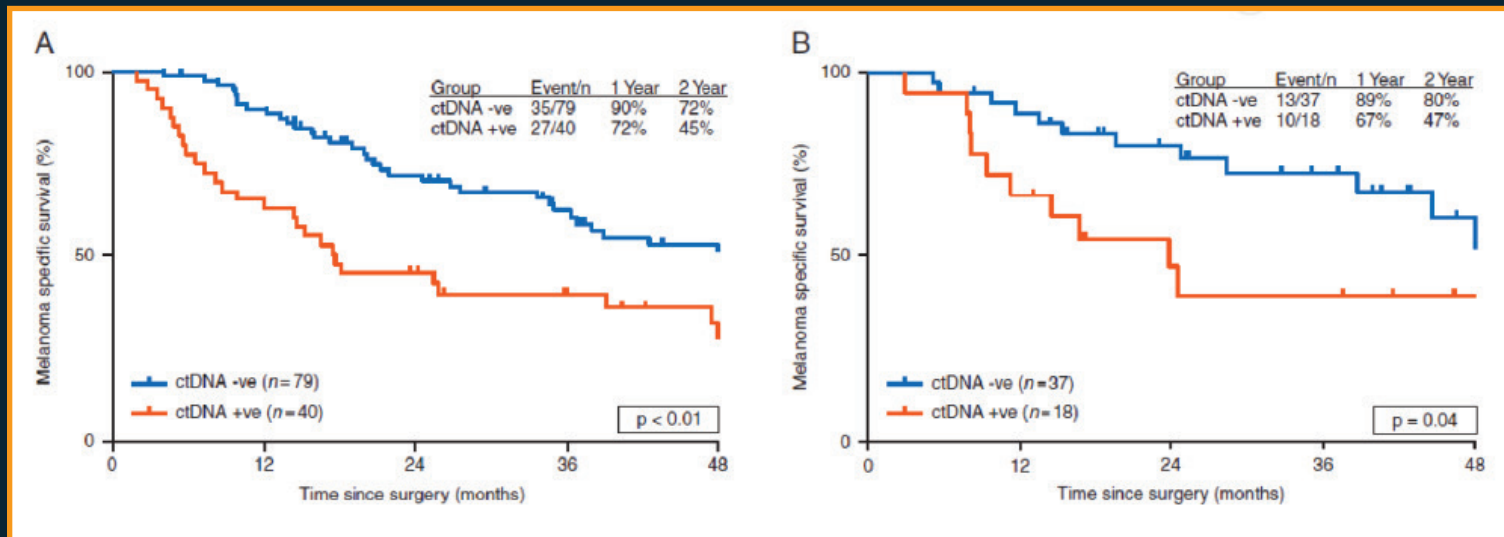 A
Melanoma specific survival (%)
100
50
0
Group Event/n 1 Year 2 Year
ctDNA -ve 35/79 90% 72%
ctDNA +ve 27/40 72% 45%
ctDNA -ve (n=79)
ctDNA +ve (n=40)
p < 0.01
0 12 24 36 48
Time since surgery (months)
B
Melanoma specific survival (%)
100
50
0
Group Event/n 1 Year 2 Year
ctDNA -ve 13/37 89% 80%
ctDNA +ve 10/18 67% 47%
ctDNA -ve (n=37)
ctDNA +ve (n=18)
p = 0.04
0 12 24 36 48
Time since surgery (months)